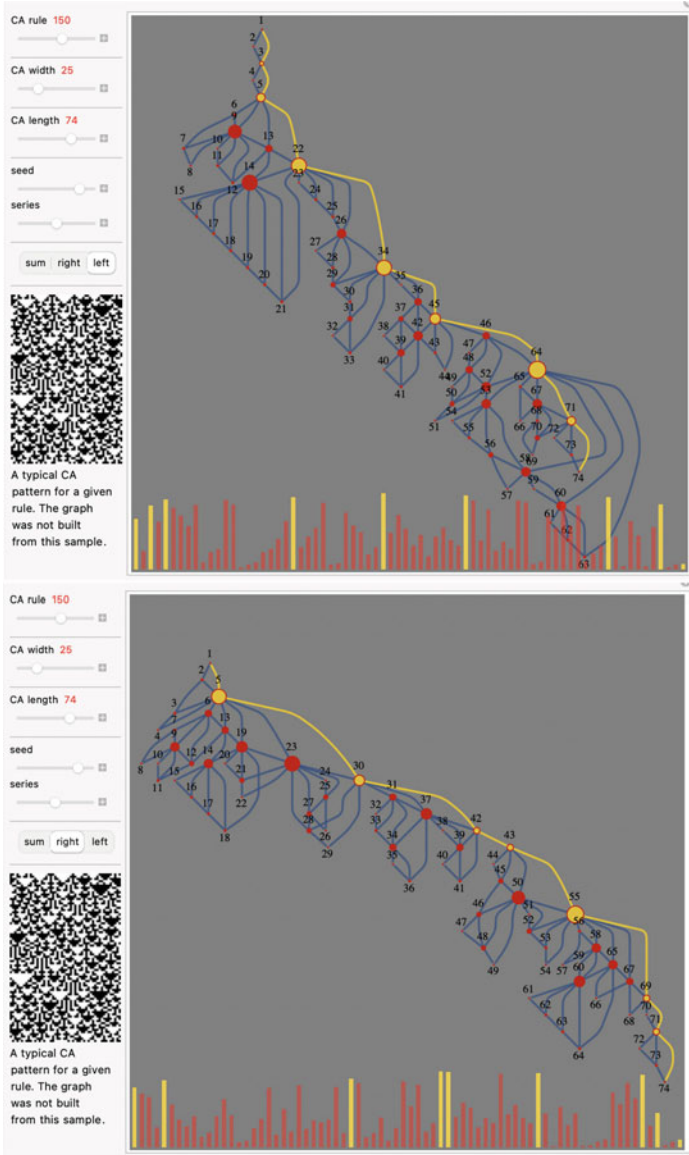 CA rule 150
CA width 25
CA length 74
seed
series
sum right left
A typical CA
pattern for a given
rule. The graph
was not built
from this sample.
1
2
3
4
5
6
9
7 10 13
11 22
8 14 23
12
15 24
16 25
17 26
18 27
19 28 34
20 29 35
21 30 36
31 37 45
32 38 42 46
33 39 43 47 64
40 44 49 48 52 65 67
41 50 53 66 68 71
51 54 70 72
55 73
56 58 69 74
57 59
60
61
62
63
CA rule 150
CA width 25
CA length 74
seed
series
sum right left
A typical CA
pattern for a given
rule. The graph
was not built
from this sample.
1
2
5
3 6
7 13
4 9 19
10 12 14 20 23 30
8 15 21 24
11 16 22 25 31
17 27 32 37
18 28 26 33 38 42
29 34 39 43
35 40 44
36 41 45 50
46 51 55
47 52 56
48 53 58
49 54 57 59 65
60 67
61 66 69
62 68 70
63 71
64 72 73
74